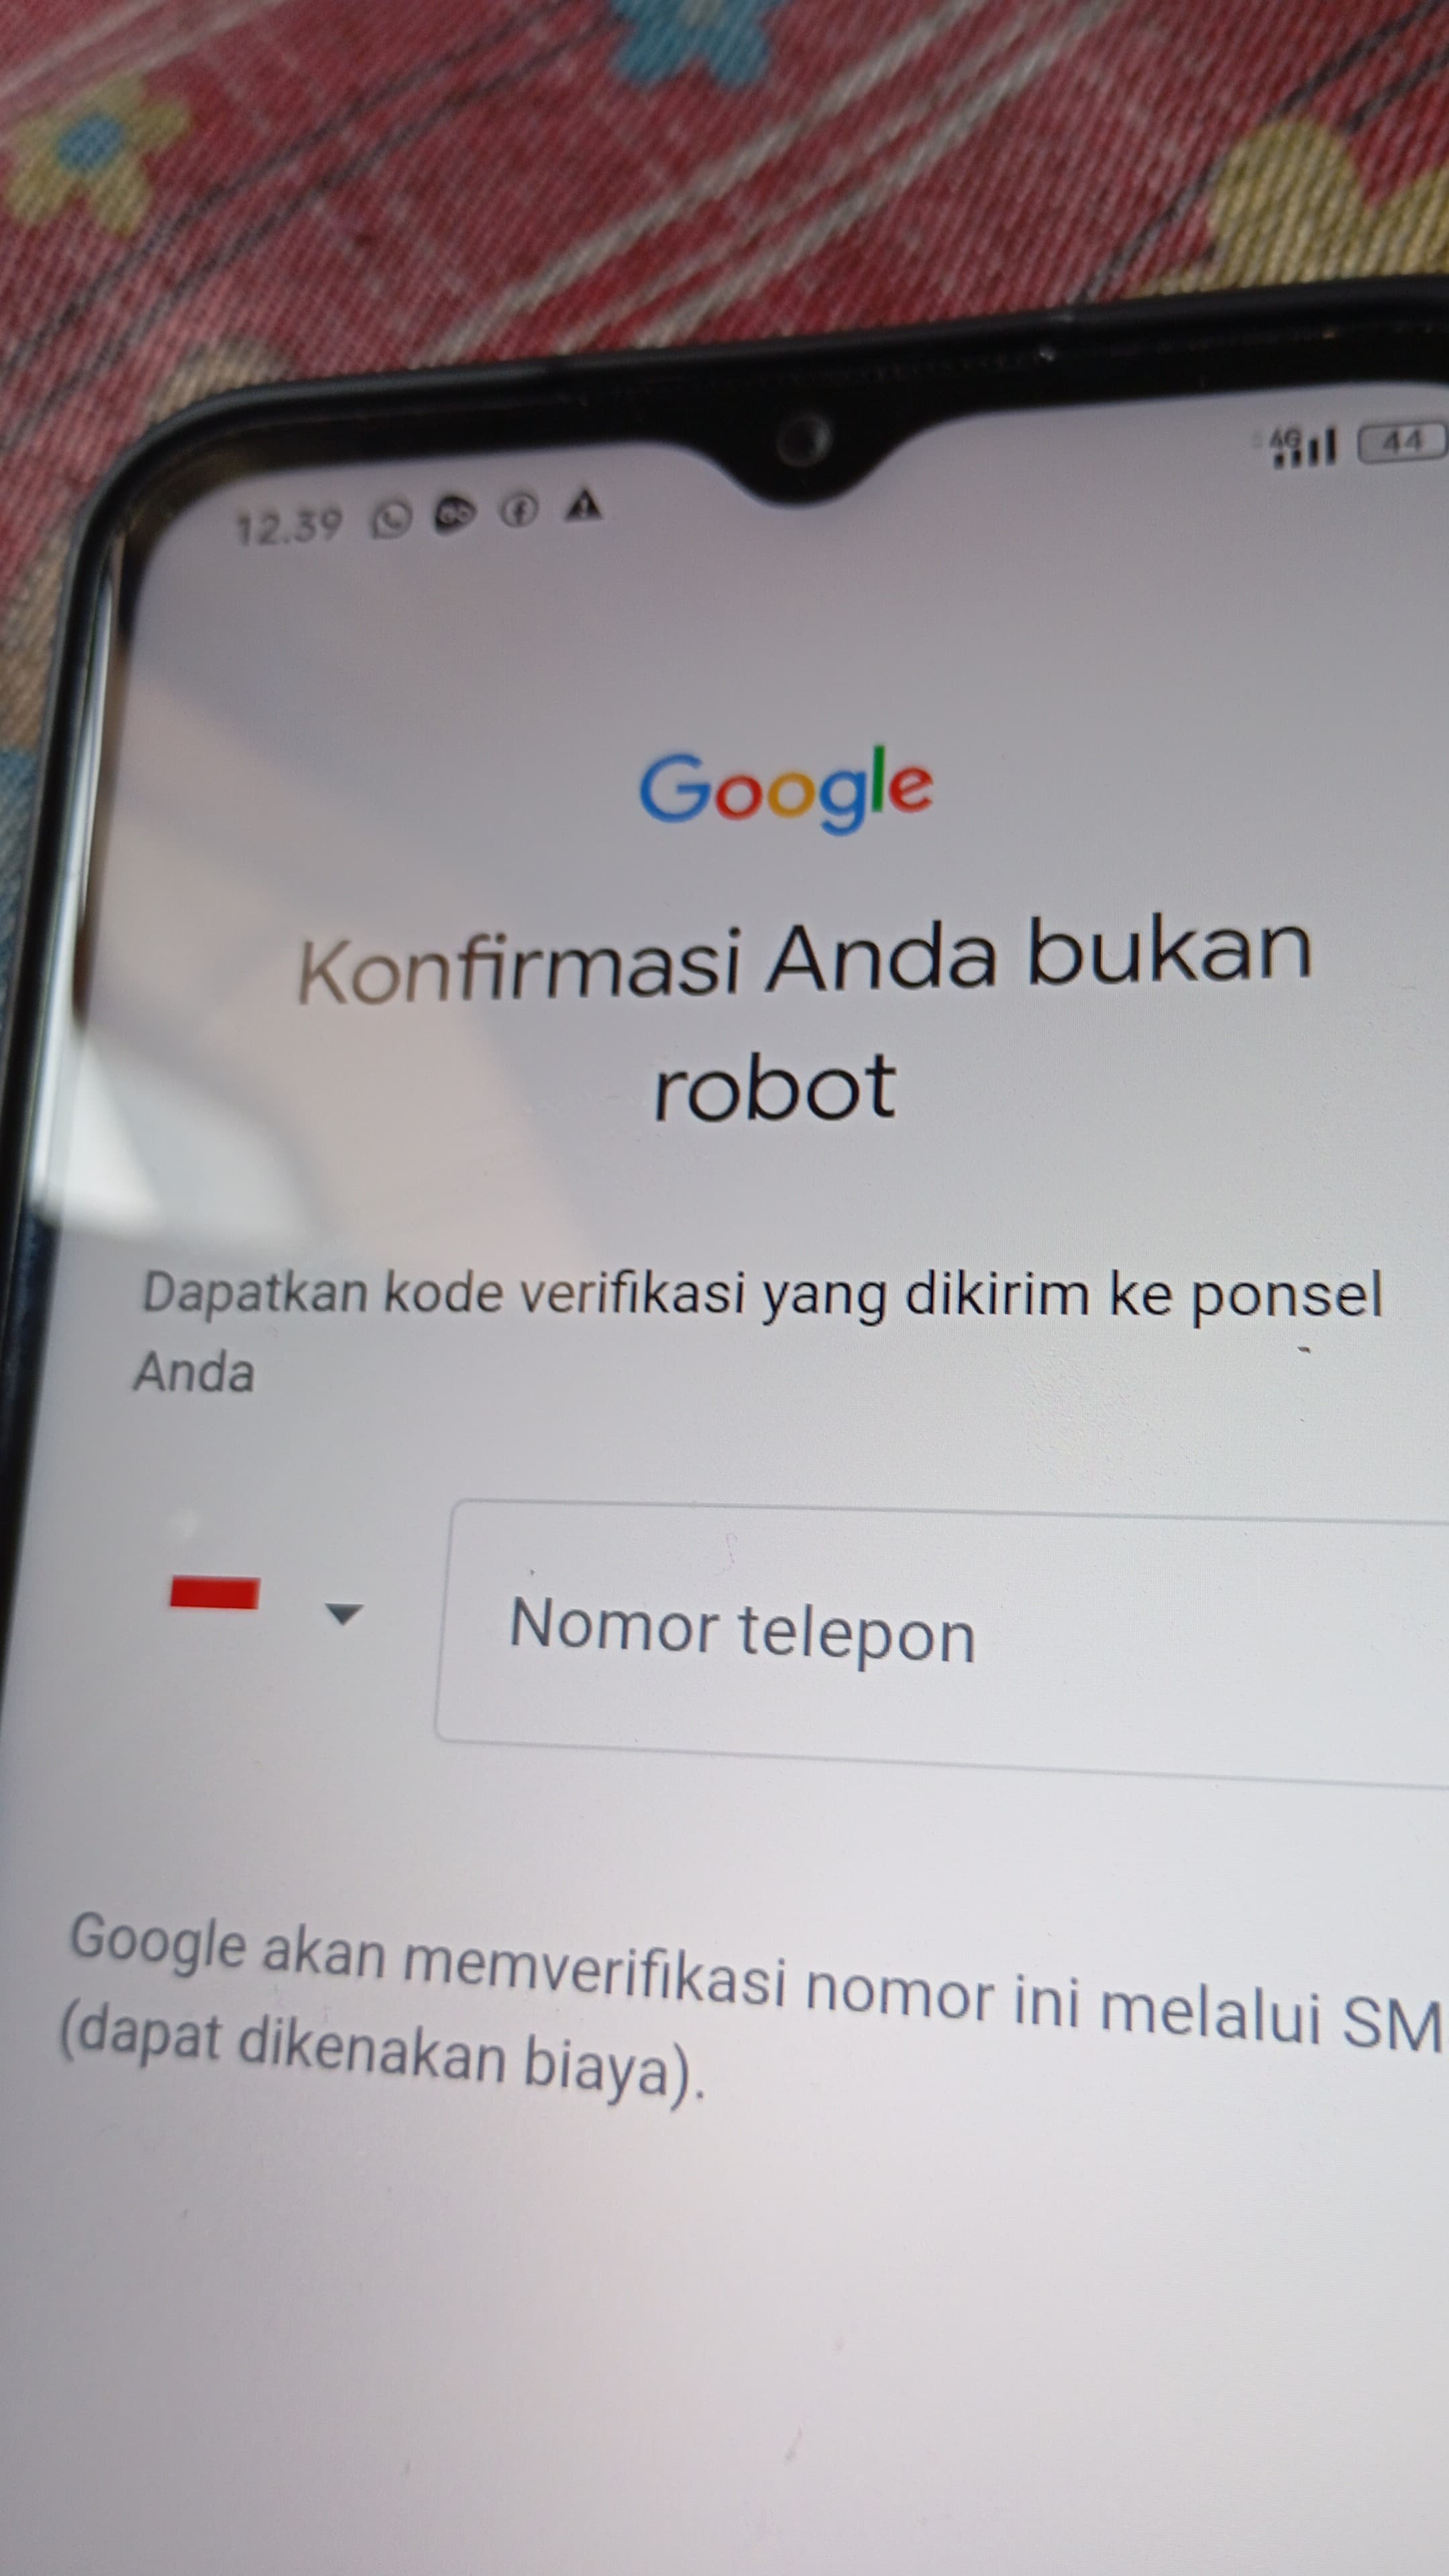 12.39
4G 44
Google
Konfirmasi Anda bukan
robot
Dapatkan kode verifikasi yang dikirim ke ponsel
Anda
Nomor telepon
Google akan memverifikasi nomor ini melalui SM
(dapat dikenakan biaya).